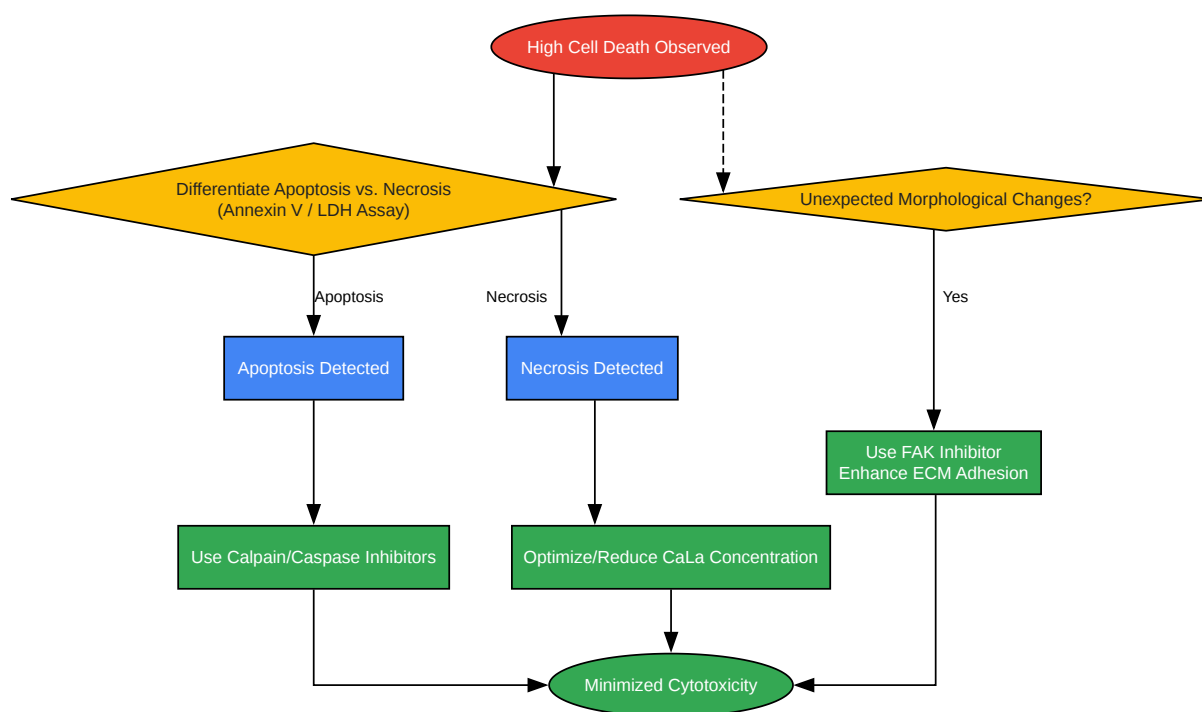 High Cell Death Observed
Differentiate Apoptosis vs. Necrosis
(Annexin V / LDH Assay)
Unexpected Morphological Changes?
Apoptosis
Necrosis
Yes
Apoptosis Detected
Necrosis Detected
Use FAK Inhibitor
Enhance ECM Adhesion
Use Calpain/Caspase Inhibitors
Optimize/Reduce CaLa Concentration
Minimized Cytotoxicity